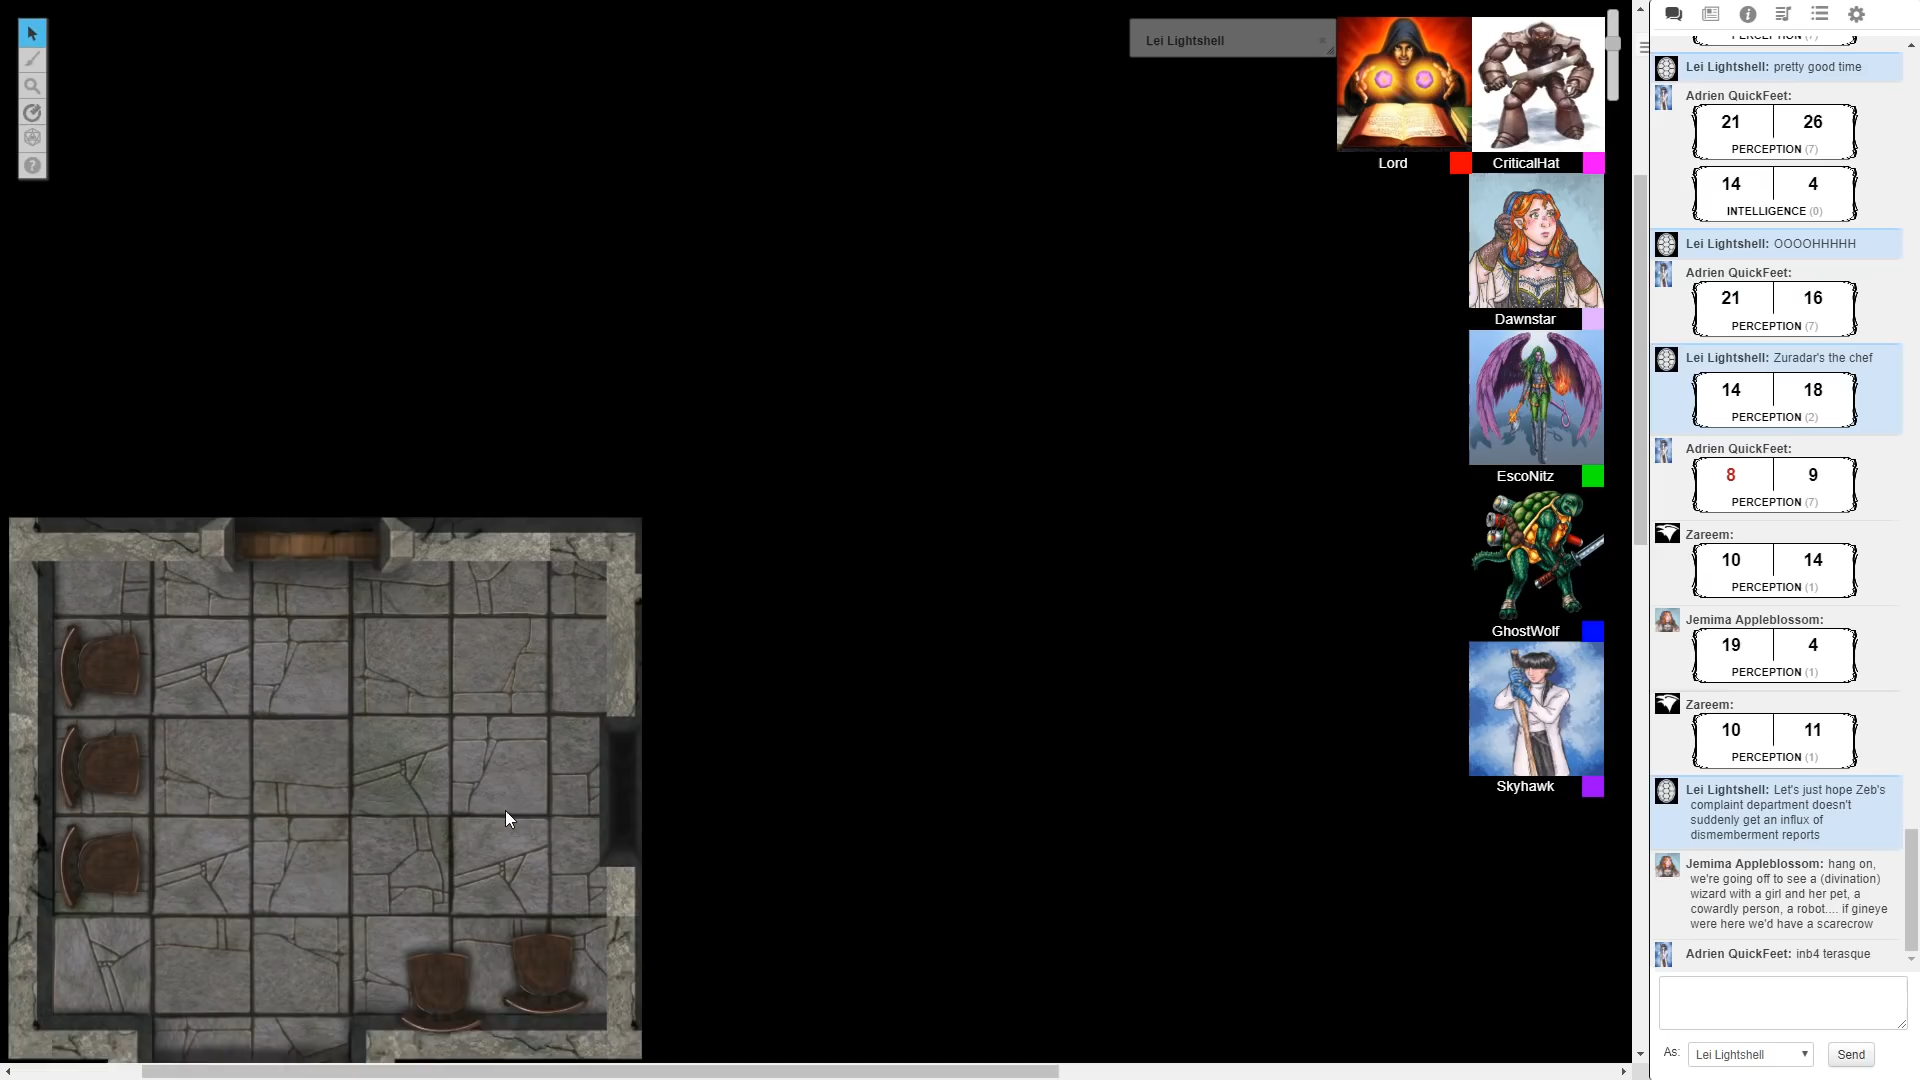 Lei Lightshell
Lord
CriticalHat
Dawnstar
EscoNitz
GhostWolf
Skyhawk
PERCEPTION (7)
Lei Lightshell: pretty good time
Adrien QuickFeet:
21 26
PERCEPTION (7)
14 4
INTELLIGENCE (0)
Lei Lightshell: OOOOHHHHH
Adrien QuickFeet:
21 16
PERCEPTION (7)
Lei Lightshell: Zuradar's the chef
14 18
PERCEPTION (2)
Adrien QuickFeet:
8 9
PERCEPTION (7)
Zareem:
10 14
PERCEPTION (1)
Jemima Appleblossom:
19 4
PERCEPTION (1)
Zareem:
10 11
PERCEPTION (1)
Lei Lightshell: Let's just hope Zeb's
complaint department doesn't
suddenly get an influx of
dismemberment reports
Jemima Appleblossom: hang on,
we're going off to see a (divination)
wizard with a girl and her pet, a
cowardly person, a robot.... if gineye
were here we'd have a scarecrow
Adrien QuickFeet: inb4 terasque
As: Lei Lightshell Send